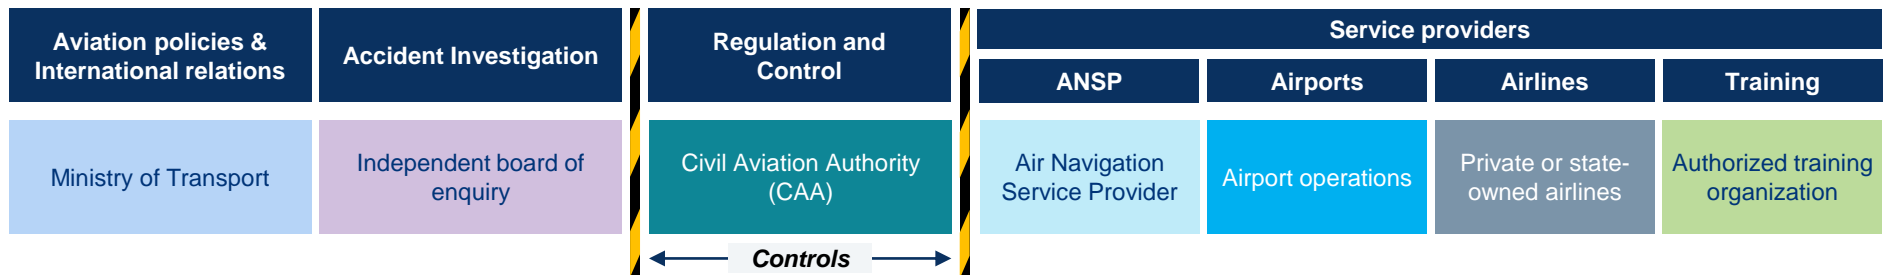 Aviation policies &
International relations
Accident Investigation
Regulation and
Control
Service providers
ANSP
Airports
Airlines
Training
Ministry of Transport
Independent board of
enquiry
Civil Aviation Authority
(CAA)
Air Navigation
Service Provider
Airport operations
Private or state-
owned airlines
Authorized training
organization
Controls